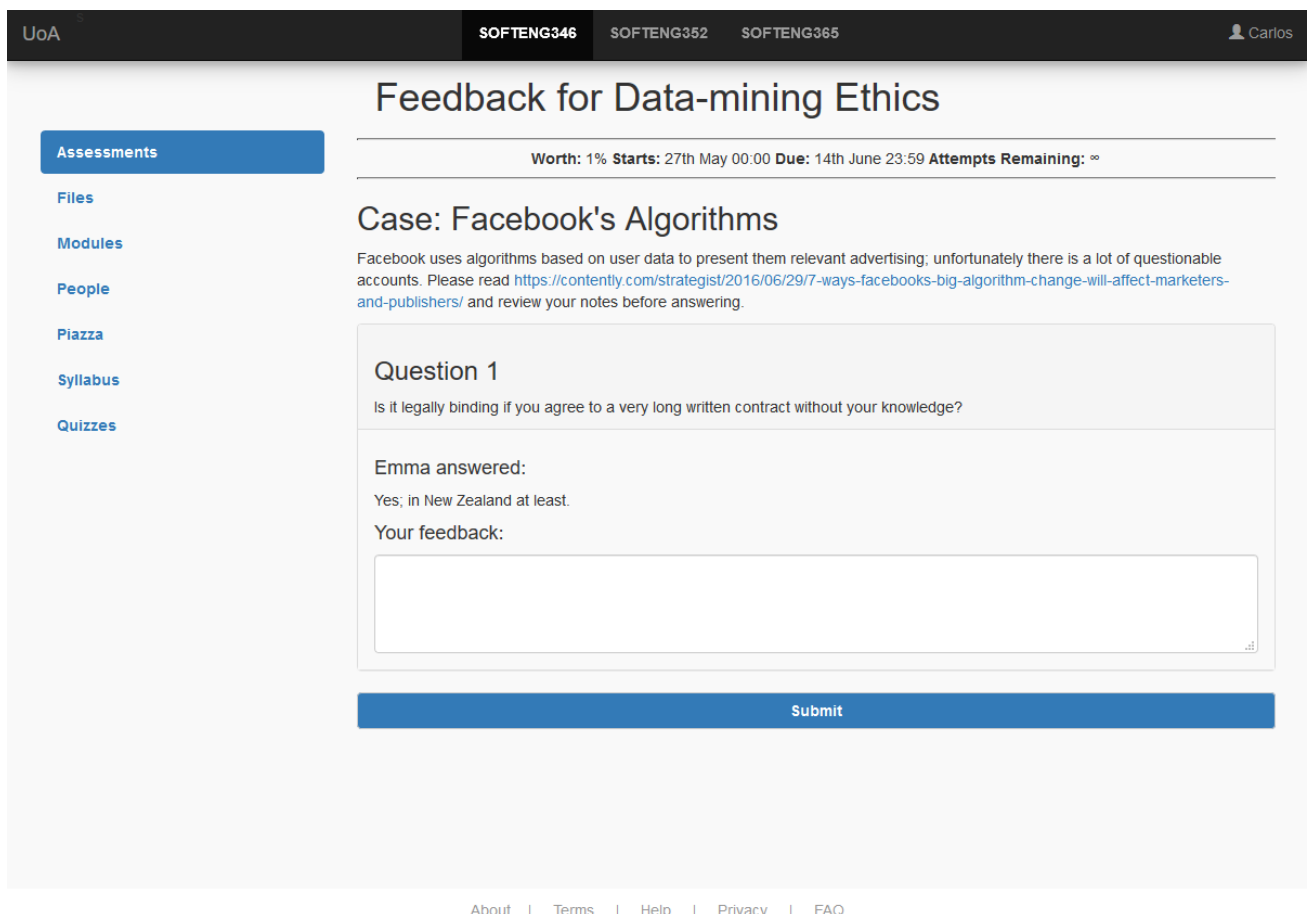 UoA s SOFTENG346 SOFTENG352 SOFTENG365 Carlos
Feedback for Data-mining Ethics
Assessments
Files
Modules
People
Piazza
Syllabus
Quizzes
Worth: 1% Starts: 27th May 00:00 Due: 14th June 23:59 Attempts Remaining: ∞
Case: Facebook's Algorithms
Facebook uses algorithms based on user data to present them relevant advertising; unfortunately there is a lot of questionable
accounts. Please read https://contently.com/strategist/2016/06/29/7-ways-facebooks-big-algorithm-change-will-affect-marketers-
and-publishers/ and review your notes before answering.
Question 1
Is it legally binding if you agree to a very long written contract without your knowledge?
Emma answered:
Yes; in New Zealand at least.
Your feedback:
Submit
About | Terms | Help | Privacy | FAQ